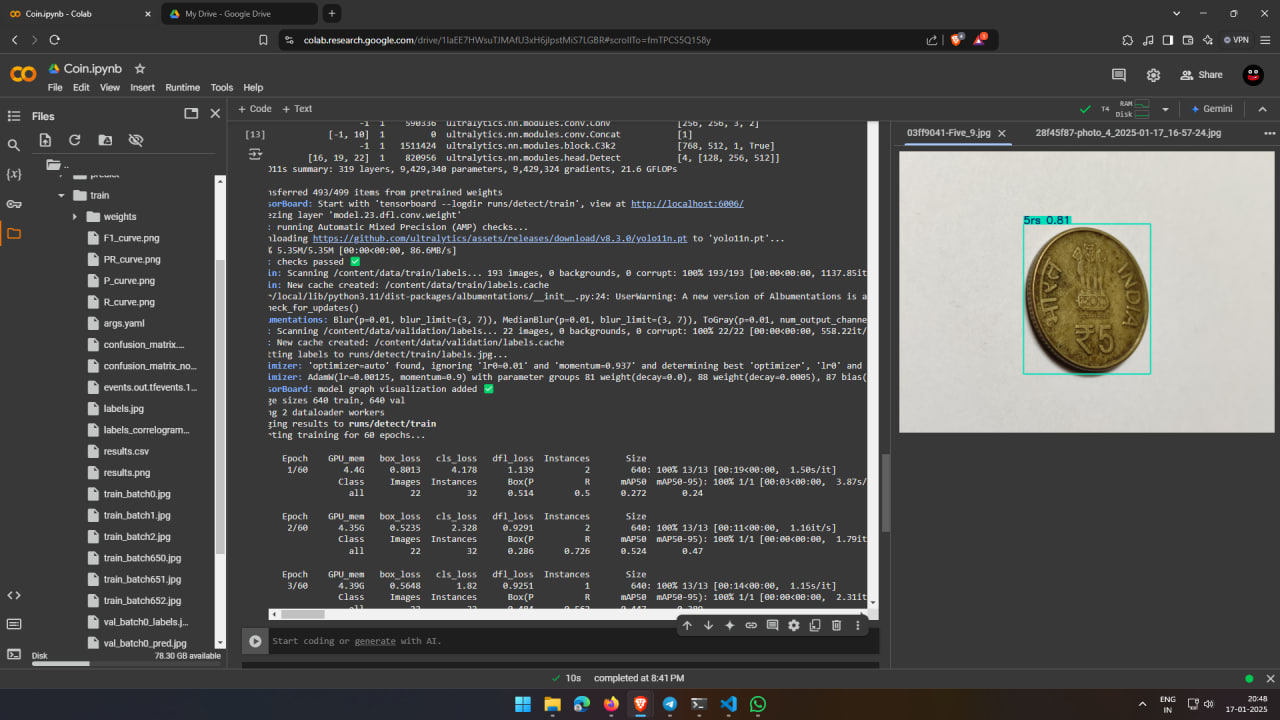 Coin.ipynb - Colab
My Drive - Google Drive
colab.research.google.com/drive/1laEE7HWsuTJMAfU3xH6jlpstMiS7LGBR#scrollTo=fmTPCS5Q158y
VPN
Coin.ipynb
File Edit View Insert Runtime Tools Help
Share
Files
+ Code + Text
T4 RAM Disk
Gemini
..
predict
train
weights
F1_curve.png
PR_curve.png
P_curve.png
R_curve.png
args.yaml
confusion_matrix....
confusion_matrix_no...
events.out.tfevents.1...
labels.jpg
labels_correlogram...
results.csv
results.png
train_batch0.jpg
train_batch1.jpg
train_batch2.jpg
train_batch650.jpg
train_batch651.jpg
train_batch652.jpg
val_batch0_labels.j...
val_batch0_pred.jpg
Disk 78.30 GB available
[13]
-1 1 590336 ultralytics.nn.modules.conv.Conv [256, 256, 3, 2]
[-1, 10] 1 0 ultralytics.nn.modules.conv.Concat [1]
-1 1 1511424 ultralytics.nn.modules.block.C3k2 [768, 512, 1, True]
[16, 19, 22] 1 820956 ultralytics.nn.modules.head.Detect [4, [128, 256, 512]]
O11s summary: 319 layers, 9,429,340 parameters, 9,429,324 gradients, 21.6 GFLOPs
nsferred 493/499 items from pretrained weights
sorBoard: Start with 'tensorboard --logdir runs/detect/train', view at http://localhost:6006/
ezing layer 'model.23.dfl.conv.weight'
: running Automatic Mixed Precision (AMP) checks...
nloading https://github.com/ultralytics/assets/releases/download/v8.3.0/yolo11n.pt to 'yolo11n.pt'...
% 5.35M/5.35M [00:00<00:00, 86.6MB/s]
: checks passed ✅
in: Scanning /content/data/train/labels... 193 images, 0 backgrounds, 0 corrupt: 100% 193/193 [00:00<00:00, 1137.85it
in: New cache created: /content/data/train/labels.cache
r/local/lib/python3.11/dist-packages/albumentations/__init__.py:24: UserWarning: A new version of Albumentations is a
heck_for_updates()
umentations: Blur(p=0.01, blur_limit=(3, 7)), MedianBlur(p=0.01, blur_limit=(3, 7)), ToGray(p=0.01, num_output_channe
: Scanning /content/data/validation/labels... 22 images, 0 backgrounds, 0 corrupt: 100% 22/22 [00:00<00:00, 558.22it/
: New cache created: /content/data/validation/labels.cache
tting labels to runs/detect/train/labels.jpg...
imizer: 'optimizer=auto' found, ignoring 'lr0=0.01' and 'momentum=0.937' and determining best 'optimizer', 'lr0' and
imizer: AdamW(lr=0.00125, momentum=0.9) with parameter groups 81 weight(decay=0.0), 88 weight(decay=0.0005), 87 bias(
sorBoard: model graph visualization added ✅
ge sizes 640 train, 640 val
ng 2 dataloader workers
ging results to runs/detect/train
rting training for 60 epochs...
Epoch GPU_mem box_loss cls_loss dfl_loss Instances Size
1/60 4.4G 0.8013 4.178 1.139 2 640: 100% 13/13 [00:19<00:00, 1.50s/it]
Class Images Instances Box(P R mAP50 mAP50-95): 100% 1/1 [00:03<00:00, 3.87s/
all 22 32 0.514 0.5 0.272 0.24
Epoch GPU_mem box_loss cls_loss dfl_loss Instances Size
2/60 4.35G 0.5235 2.328 0.9291 2 640: 100% 13/13 [00:11<00:00, 1.16it/s]
Class Images Instances Box(P R mAP50 mAP50-95): 100% 1/1 [00:00<00:00, 1.79it
all 22 32 0.286 0.726 0.524 0.47
Epoch GPU_mem box_loss cls_loss dfl_loss Instances Size
3/60 4.39G 0.5648 1.82 0.9251 1 640: 100% 13/13 [00:14<00:00, 1.15s/it]
Class Images Instances Box(P R mAP50 mAP50-95): 100% 1/1 [00:00<00:00, 2.31it
Start coding or generate with AI.
03ff9041-Five_9.jpg
28f45f87-photo_4_2025-01-17_16-57-24.jpg
5rs 0.81
भारत
INDIA
₹5
10s completed at 8:41 PM
ENG
IN
20:48
17-01-2025